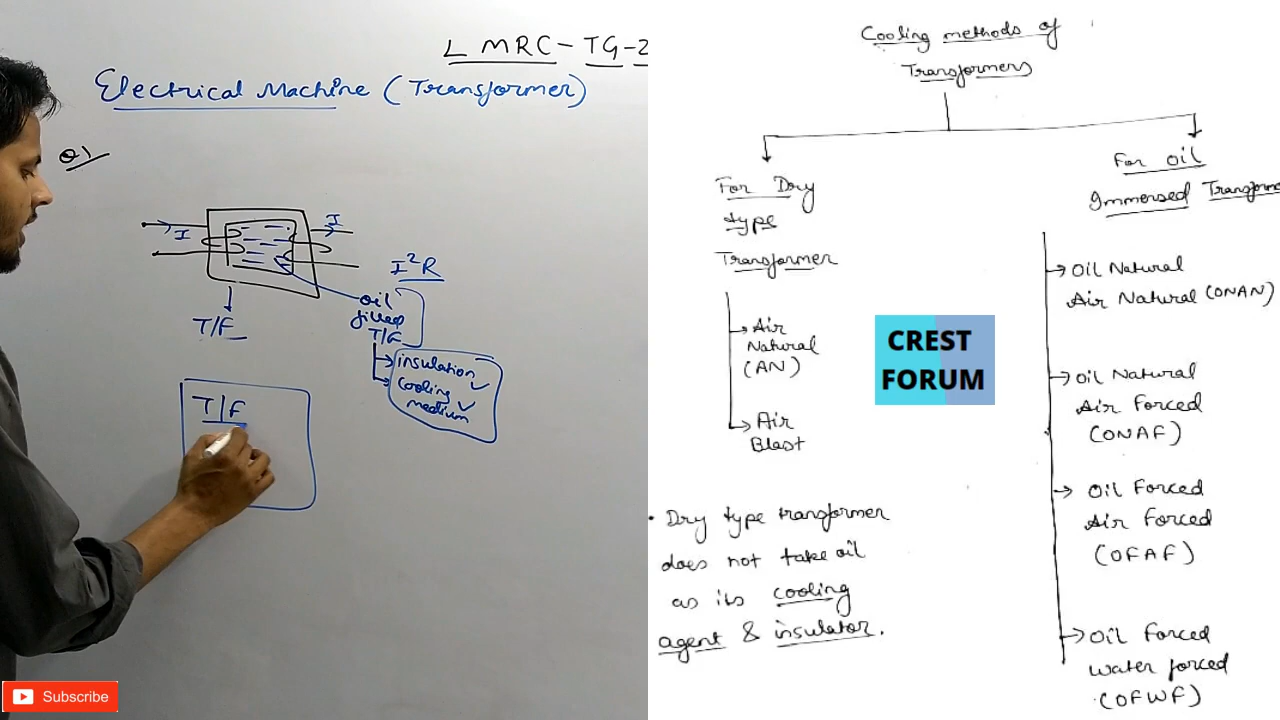 L MRC - TG - 2
Electrical Machine (Transformer)
Q)
I
I
I²R
oil
filled
T/F
T/F
insulation
cooling
medium
T/F
Subscribe
Cooling methods of
Transformers
For Dry
type
Transformer
Air
Natural
(AN)
Air
Blast
• Dry type transformer
does not take oil
as its cooling
agent & insulator.
CREST
FORUM
For oil
Immersed Transforme
Oil Natural
Air Natural (ONAN)
Oil Natural
Air Forced
(ONAF)
Oil Forced
Air Forced
(OFAF)
Oil Forced
water forced
(OFWF)